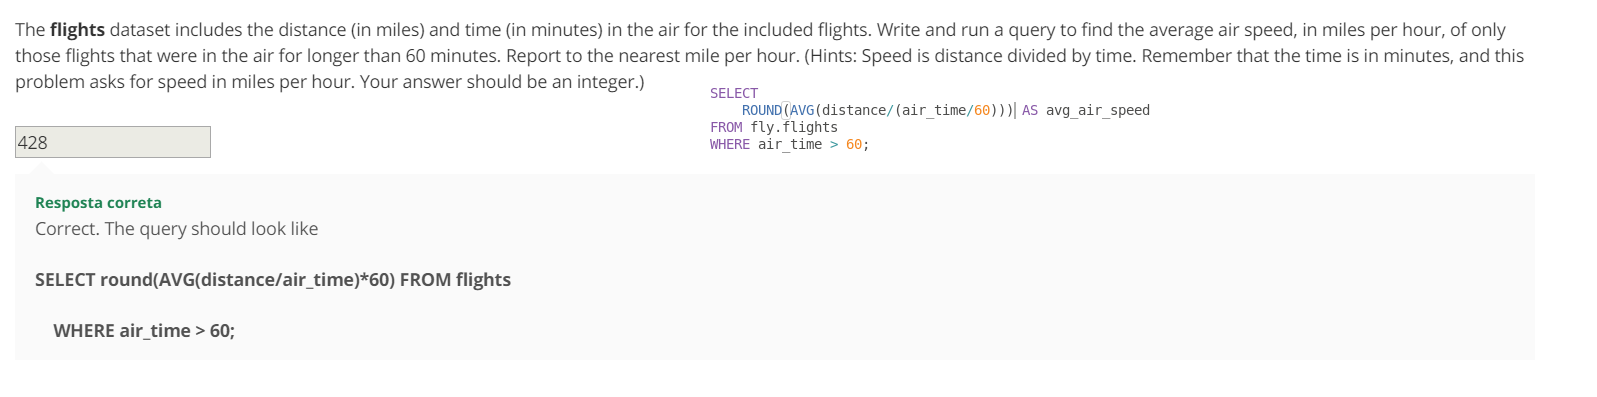 The flights dataset includes the distance (in miles) and time (in minutes) in the air for the included flights. Write and run a query to find the average air speed, in miles per hour, of only
those flights that were in the air for longer than 60 minutes. Report to the nearest mile per hour. (Hints: Speed is distance divided by time. Remember that the time is in minutes, and this
problem asks for speed in miles per hour. Your answer should be an integer.)
SELECT
ROUND(AVG(distance/(air_time/60))) AS avg_air_speed
FROM fly.flights
WHERE air_time > 60;
428
Resposta correta
Correct. The query should look like
SELECT round(AVG(distance/air_time)*60) FROM flights
WHERE air_time > 60;